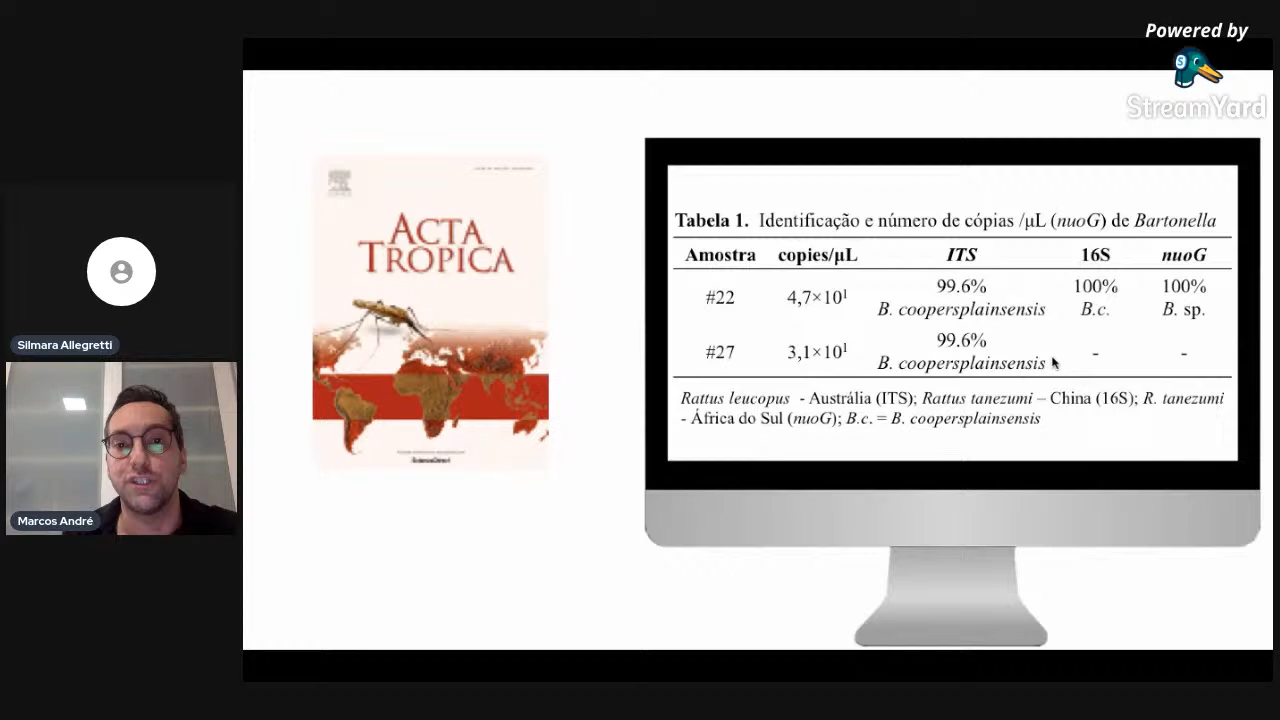 Powered by
StreamYard
ACTA
TROPICA
Tabela 1. Identificação e número de cópias /µL (nuoG) de Bartonella
Amostra copies/µL ITS 16S nuoG
#22 4,7×10¹ 99.6% B. coopersplainsensis 100% B.c. 100% B. sp.
#27 3,1×10¹ 99.6% B. coopersplainsensis - -
Rattus leucopus - Austrália (ITS); Rattus tanezumi – China (16S); R. tanezumi
- África do Sul (nuoG); B.c. = B. coopersplainsensis
Silmara Allegretti
Marcos André